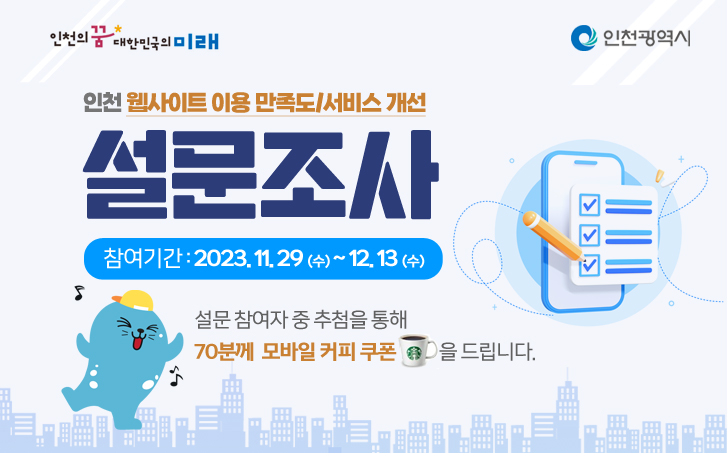 인천의 꿈 대한민국의 미래
인천광역시
인천 웹사이트 이용 만족도/서비스 개선
설문조사
참여기간 : 2023. 11. 29 (수) ~ 12. 13 (수)
설문 참여자 중 추첨을 통해
70분께 모바일 커피 쿠폰을 드립니다.